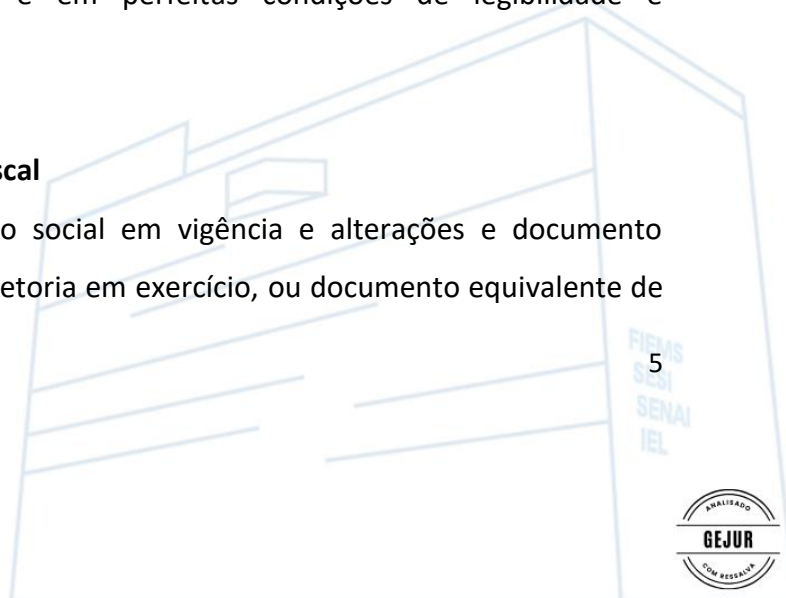 e em perfeitas condições de legibilidade e
scal
o social em vigência e alterações e documento
etoria em exercício, ou documento equivalente de
5
FIEMS
SESI
SENAI
IEL
ANALISADO
GEJUR
COM RESSALVA